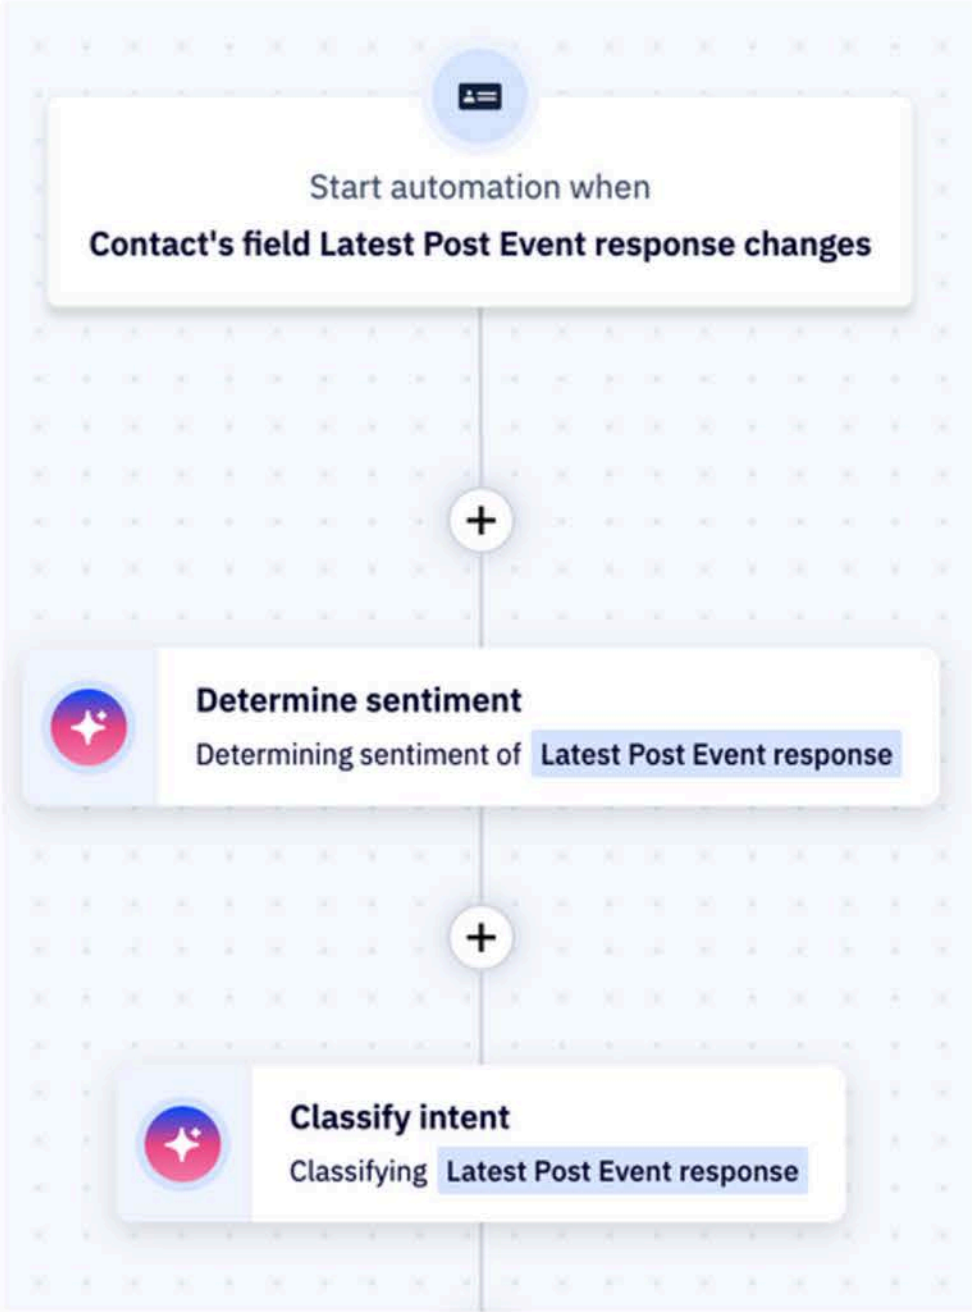 Start automation when
Contact's field Latest Post Event response changes
Determine sentiment
Determining sentiment of Latest Post Event response
Classify intent
Classifying Latest Post Event response